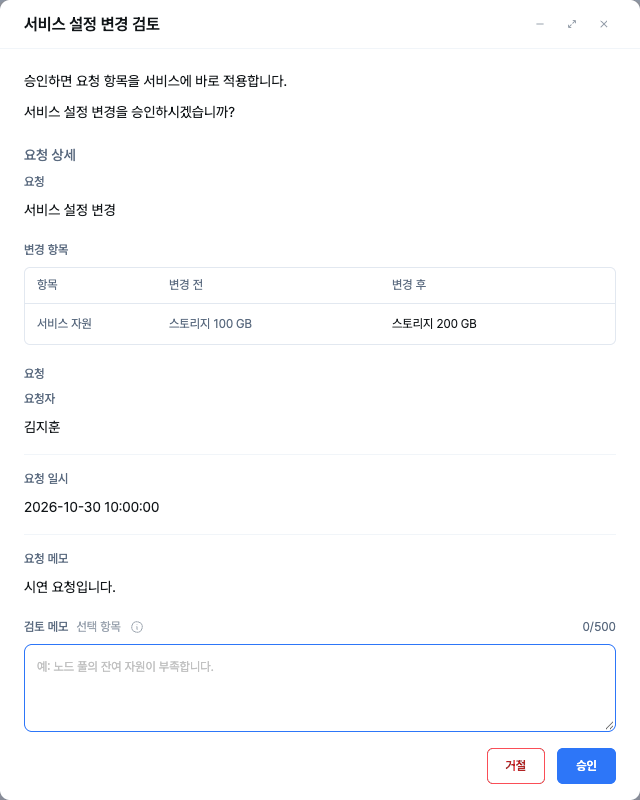 서비스 설정 변경 검토
승인하면 요청 항목을 서비스에 바로 적용합니다.
서비스 설정 변경을 승인하시겠습니까?
요청 상세
요청
서비스 설정 변경
변경 항목
항목 변경 전 변경 후
서비스 자원 스토리지 100 GB 스토리지 200 GB
요청
요청자
김지훈
요청 일시
2026-10-30 10:00:00
요청 메모
시연 요청입니다.
검토 메모 선택 항목 0/500
예: 노드 풀의 잔여 자원이 부족합니다.
거절 승인